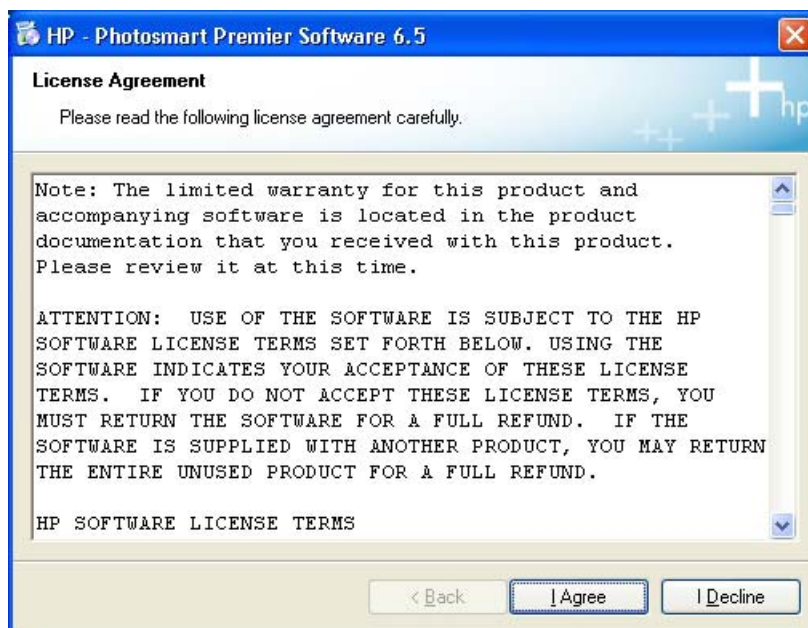 HP - Photosmart Premier Software 6.5
License Agreement
Please read the following license agreement carefully.
hp
Note: The limited warranty for this product and
accompanying software is located in the product
documentation that you received with this product.
Please review it at this time.
ATTENTION:  USE OF THE SOFTWARE IS SUBJECT TO THE HP
SOFTWARE LICENSE TERMS SET FORTH BELOW. USING THE
SOFTWARE INDICATES YOUR ACCEPTANCE OF THESE LICENSE
TERMS.  IF YOU DO NOT ACCEPT THESE LICENSE TERMS, YOU
MUST RETURN THE SOFTWARE FOR A FULL REFUND.  IF THE
SOFTWARE IS SUPPLIED WITH ANOTHER PRODUCT, YOU MAY RETURN
THE ENTIRE UNUSED PRODUCT FOR A FULL REFUND.
HP SOFTWARE LICENSE TERMS
< Back I Agree I Decline